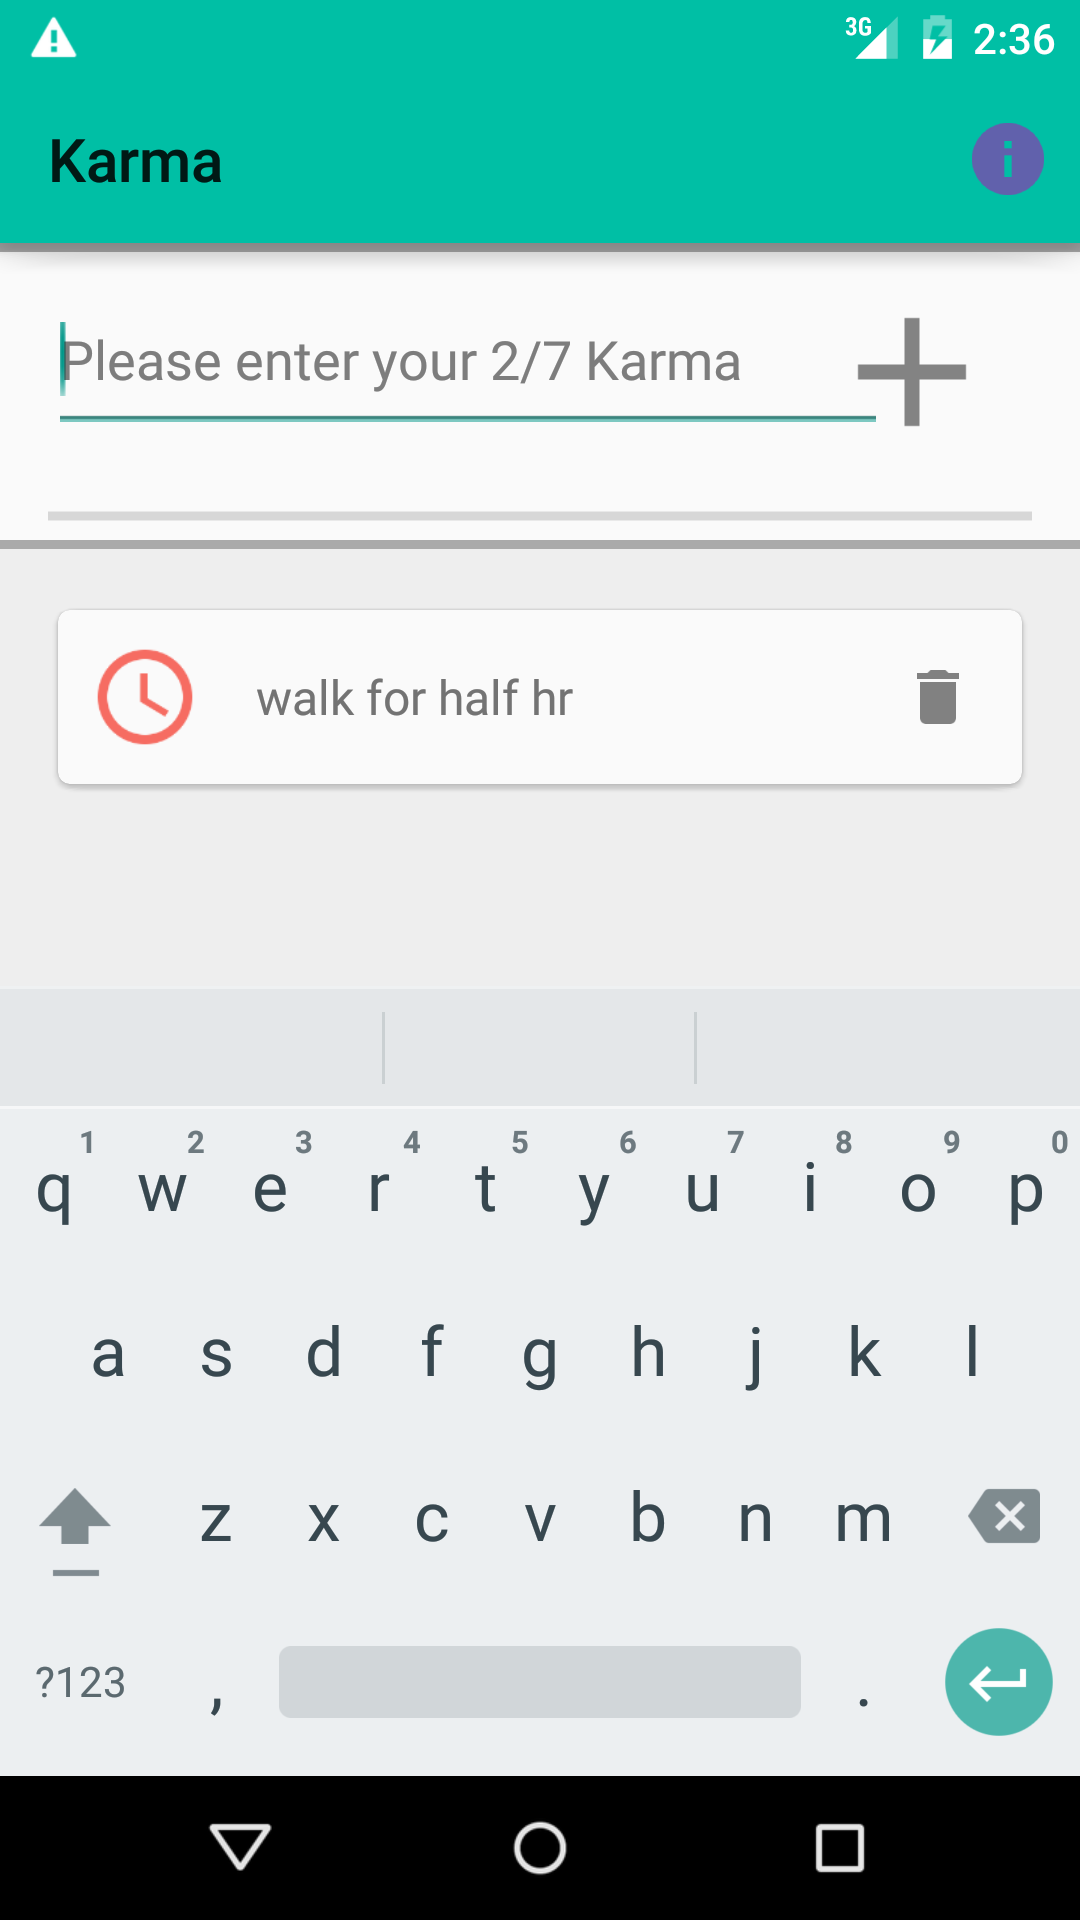 3G 2:36
Karma
Please enter your 2/7 Karma
walk for half hr
1 2 3 4 5 6 7 8 9 0
q w e r t y u i o p
a s d f g h j k l
z x c v b n m
?123 , .